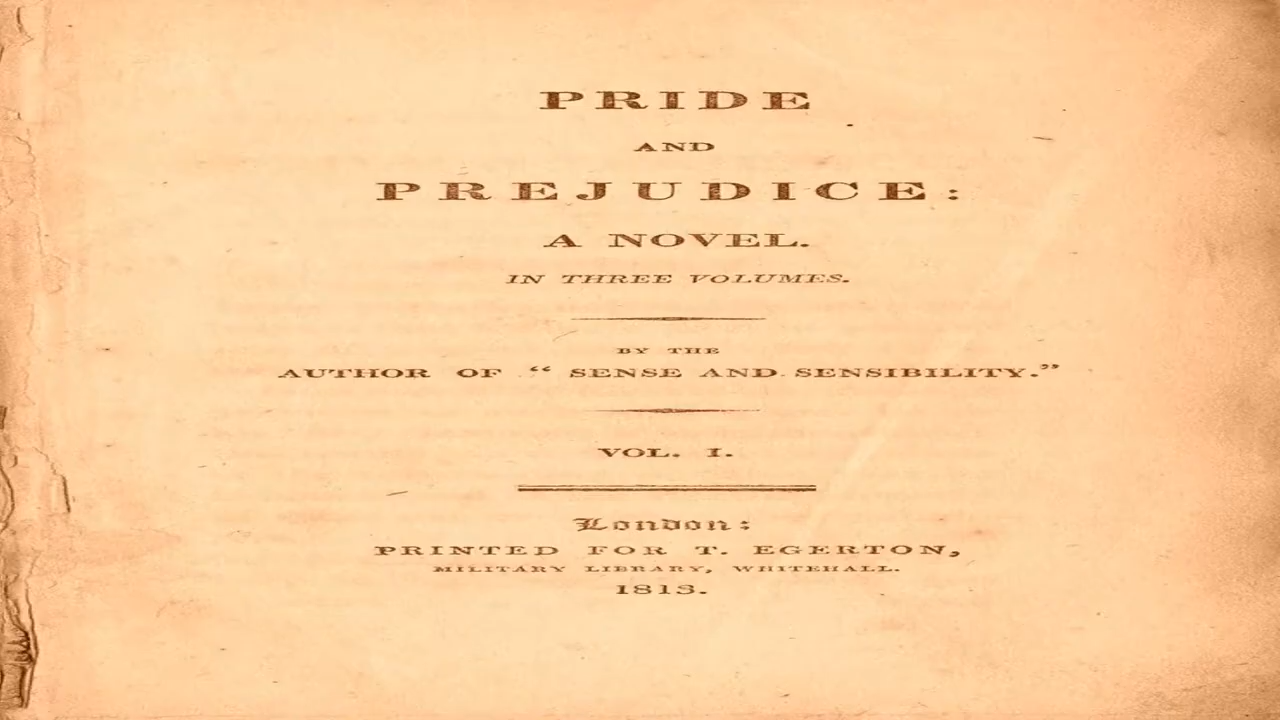 PRIDE
AND
PREJUDICE:
A NOVEL.
IN THREE VOLUMES.
BY THE
AUTHOR OF “ SENSE AND SENSIBILITY.”
VOL. I.
London:
PRINTED FOR T. EGERTON,
MILITARY LIBRARY, WHITEHALL.
1813.